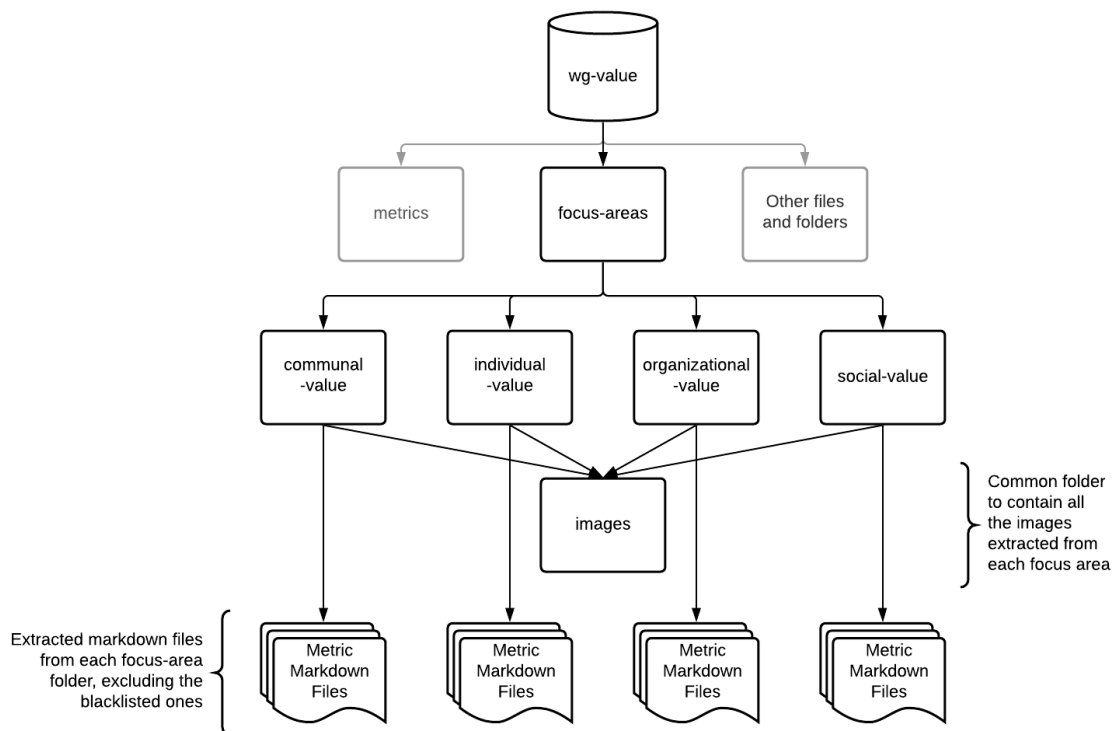 wg-value
metrics
focus-areas
Other files
and folders
communal
-value
individual
-value
organizational
-value
social-value
images
Common folder
to contain all
the images
extracted from
each focus area
Extracted markdown files
from each focus-area
folder, excluding the
blacklisted ones
Metric
Markdown
Files
Metric
Markdown
Files
Metric
Markdown
Files
Metric
Markdown
Files